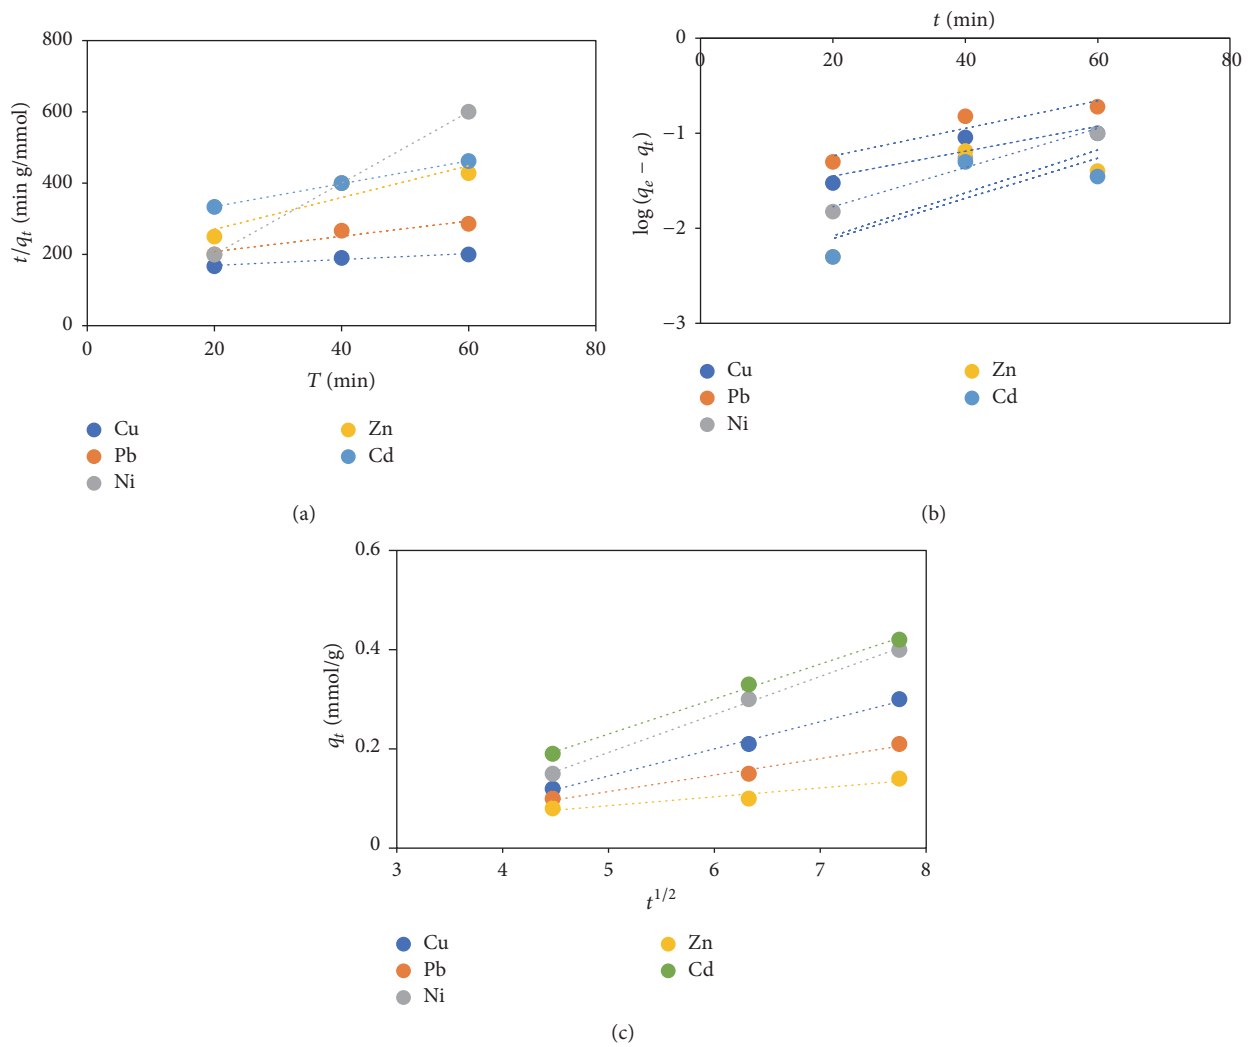 800
600
400
200
0
0
20
40
60
80
t/qt (min g/mmol)
T (min)
Cu
Pb
Ni
Zn
Cd
(a)
t (min)
0
−1
−2
−3
0
20
40
60
80
log (qe − qt)
Cu
Pb
Ni
Zn
Cd
(b)
0.6
0.4
0.2
0
3
4
5
6
7
8
qt (mmol/g)
t1/2
Cu
Pb
Ni
Zn
Cd
(c)